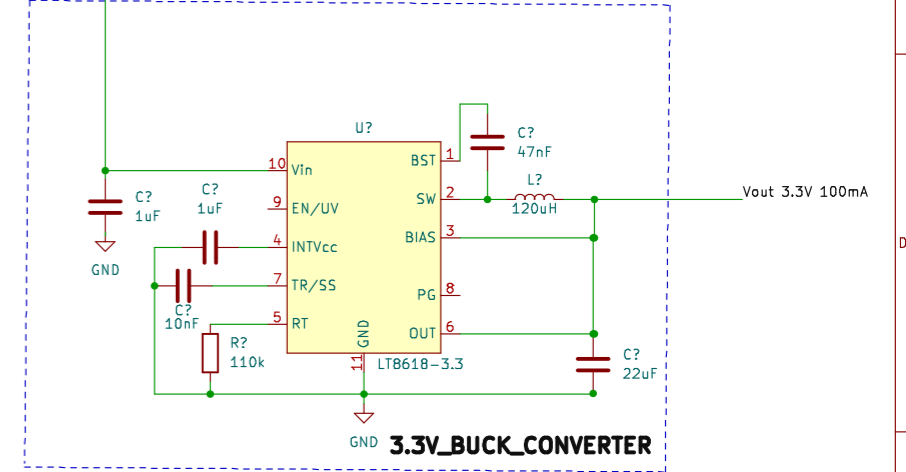 U?
C?
47nF
1
BST
10
Vin
C?
1uF
C?
1uF
9
EN/UV
SW
2
L?
120uH
Vout 3.3V 100mA
4
INTVcc
BIAS
3
GND
7
TR/SS
PG
8
C?
10nF
5
RT
GND
OUT
6
R?
110k
11
LT8618-3.3
C?
22uF
GND
3.3V_BUCK_CONVERTER
D